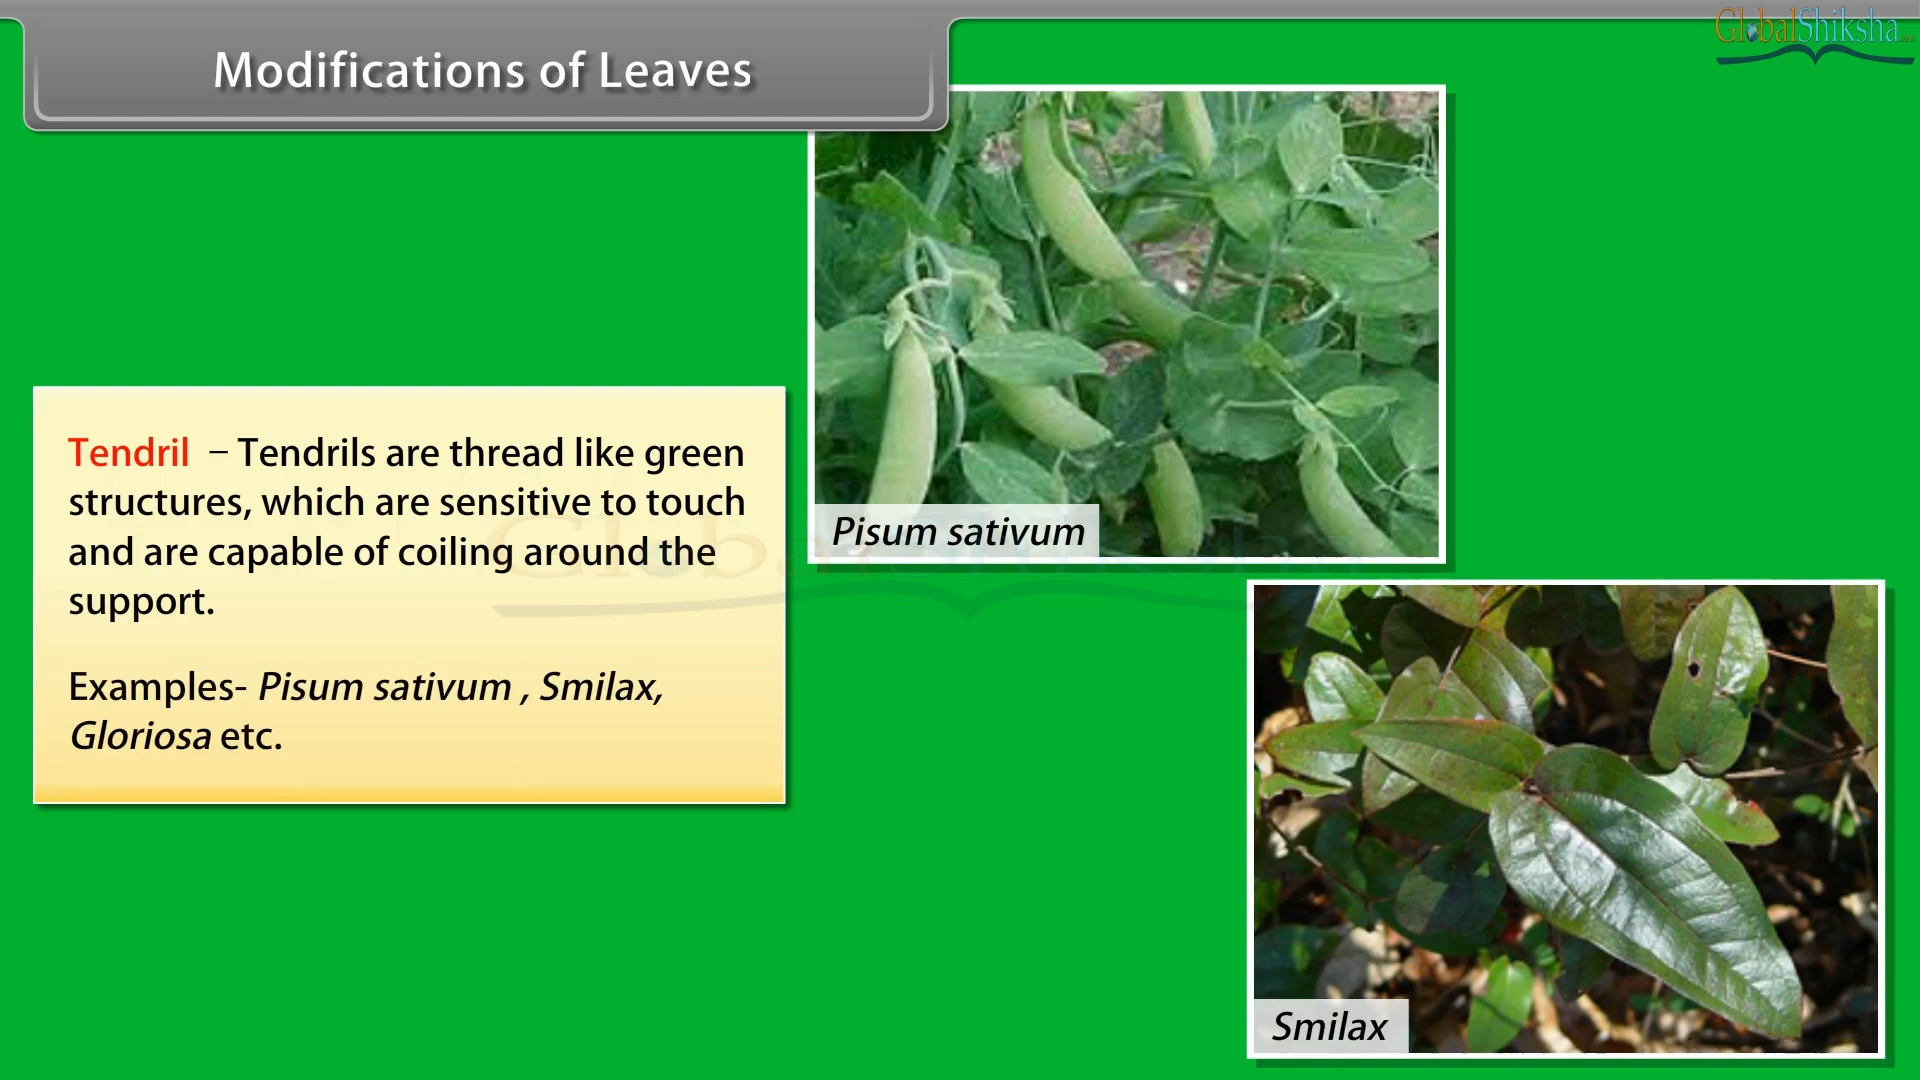 Modifications of Leaves
GlobalShiksha
Tendril – Tendrils are thread like green
structures, which are sensitive to touch
and are capable of coiling around the
support.
Examples- Pisum sativum , Smilax,
Gloriosa etc.
Pisum sativum
Smilax